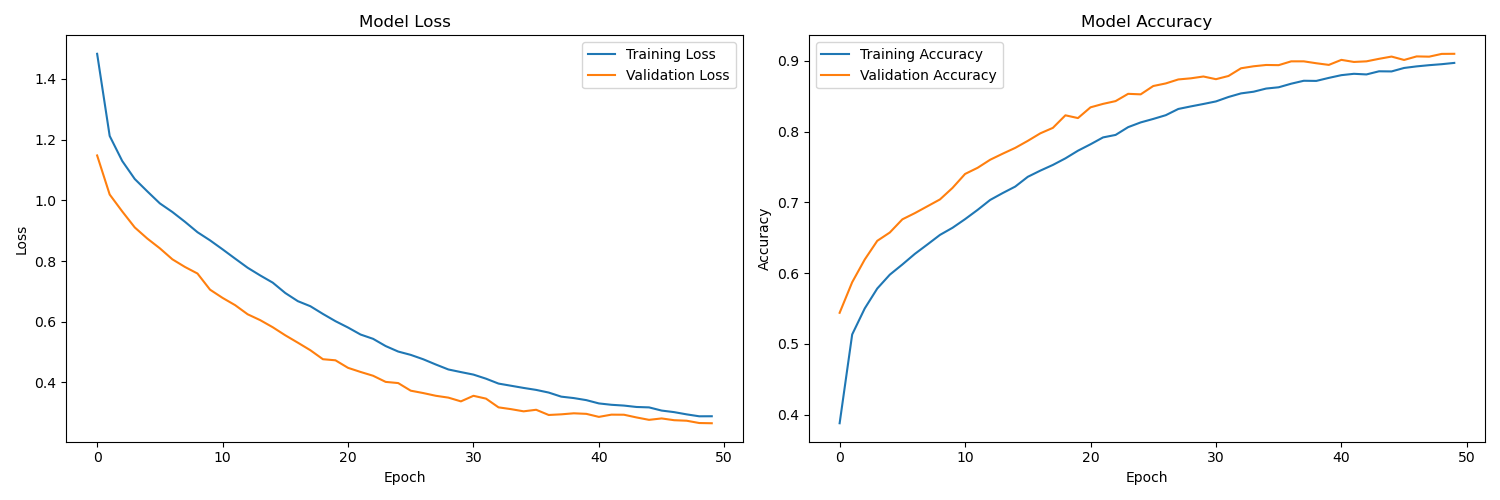 Model Loss
Training Loss
Validation Loss
1.4
1.2
1.0
0.8
0.6
0.4
Loss
0 10 20 30 40 50
Epoch
Model Accuracy
Training Accuracy
Validation Accuracy
0.9
0.8
0.7
0.6
0.5
0.4
Accuracy
0 10 20 30 40 50
Epoch